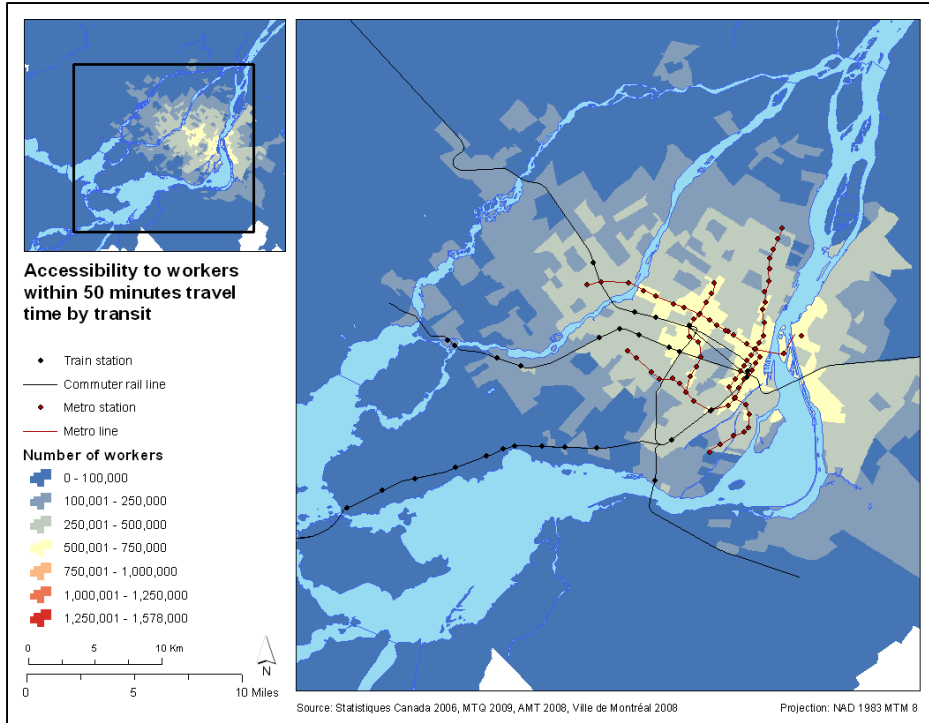 Accessibility to workers
within 50 minutes travel
time by transit
Train station
Commuter rail line
Metro station
Metro line
Number of workers
0 - 100,000
100,001 - 250,000
250,001 - 500,000
500,001 - 750,000
750,001 - 1,000,000
1,000,001 - 1,250,000
1,250,001 - 1,578,000
0 5 10 Km
N
0 5 10 Miles
Source: Statistiques Canada 2006, MTQ 2009, AMT 2008, Ville de Montréal 2008 Projection: NAD 1983 MTM 8